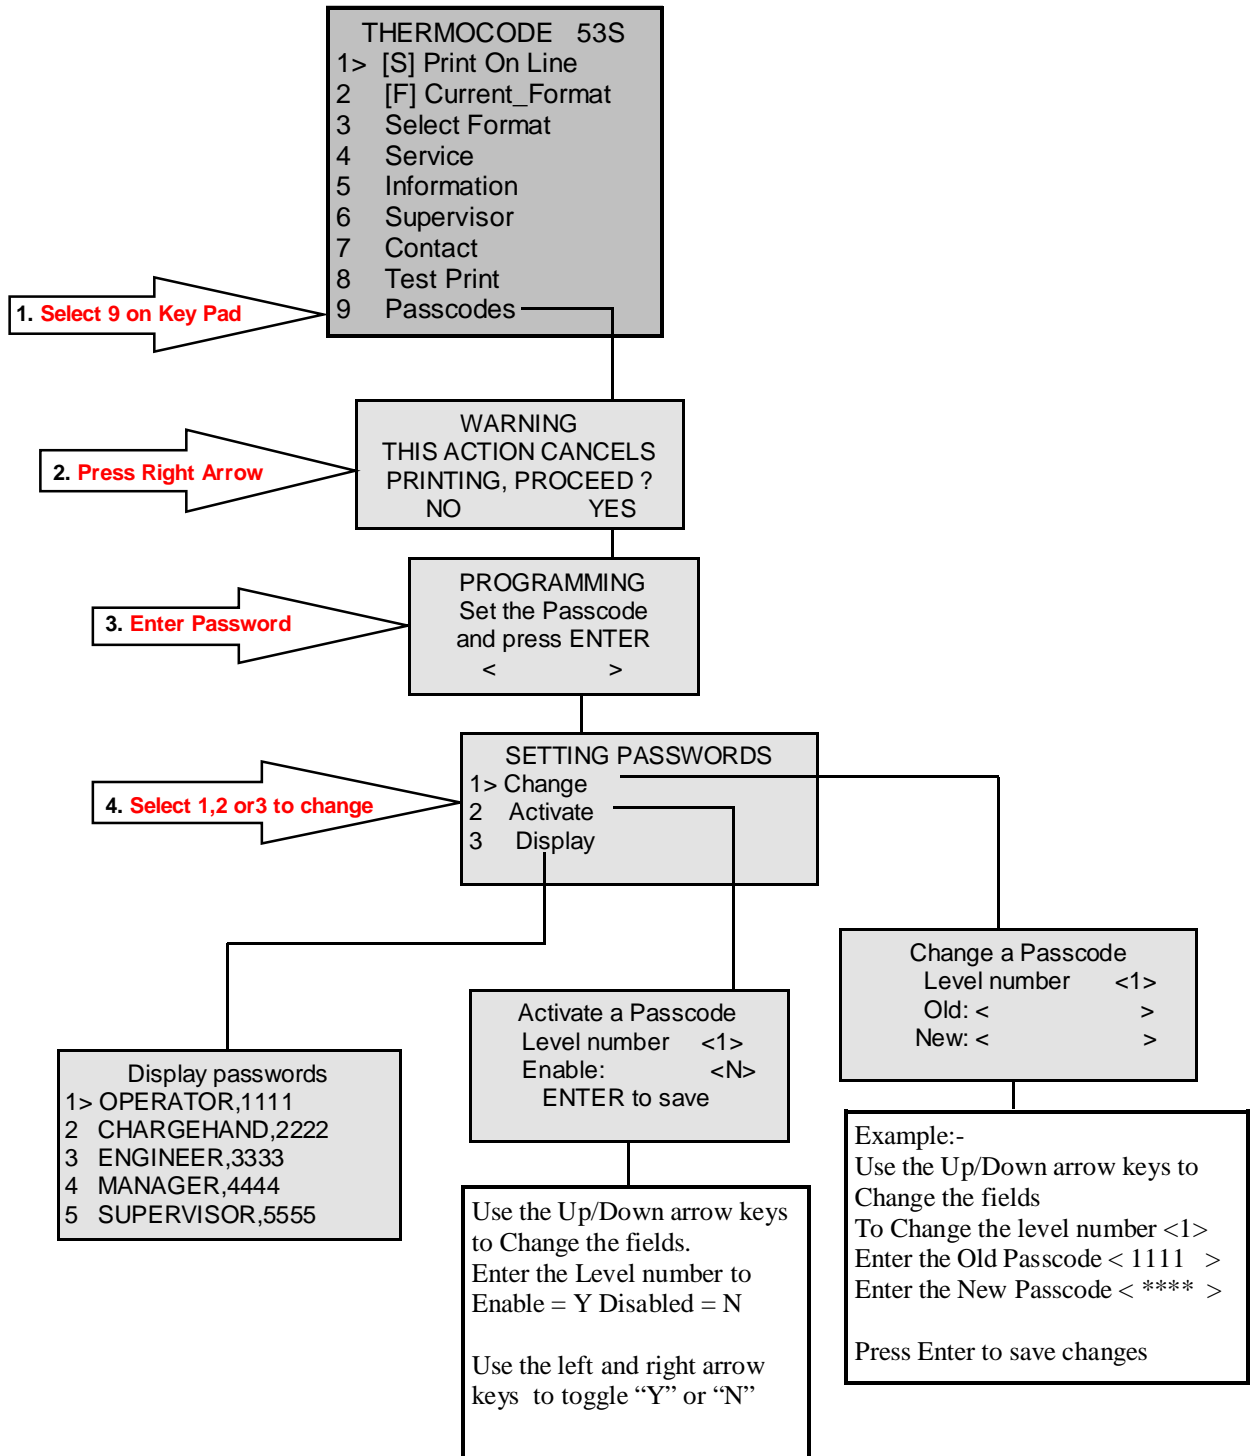 THERMOCODE 53S
1> [S] Print On Line
2 [F] Current_Format
3 Select Format
4 Service
5 Information
6 Supervisor
7 Contact
8 Test Print
9 Passcodes
1. Select 9 on Key Pad
WARNING
THIS ACTION CANCELS
PRINTING, PROCEED ?
NO YES
2. Press Right Arrow
PROGRAMMING
Set the Passcode
and press ENTER
< >
3. Enter Password
SETTING PASSWORDS
1> Change
2 Activate
3 Display
4. Select 1,2 or3 to change
Display passwords
1> OPERATOR,1111
2 CHARGEHAND,2222
3 ENGINEER,3333
4 MANAGER,4444
5 SUPERVISOR,5555
Activate a Passcode
Level number <1>
Enable: <N>
ENTER to save
Use the Up/Down arrow keys
to Change the fields.
Enter the Level number to
Enable = Y Disabled = N
Use the left and right arrow
keys to toggle “Y” or “N”
Change a Passcode
Level number <1>
Old: < >
New: < >
Example:-
Use the Up/Down arrow keys to
Change the fields
To Change the level number <1>
Enter the Old Passcode < 1111 >
Enter the New Passcode < **** >
Press Enter to save changes